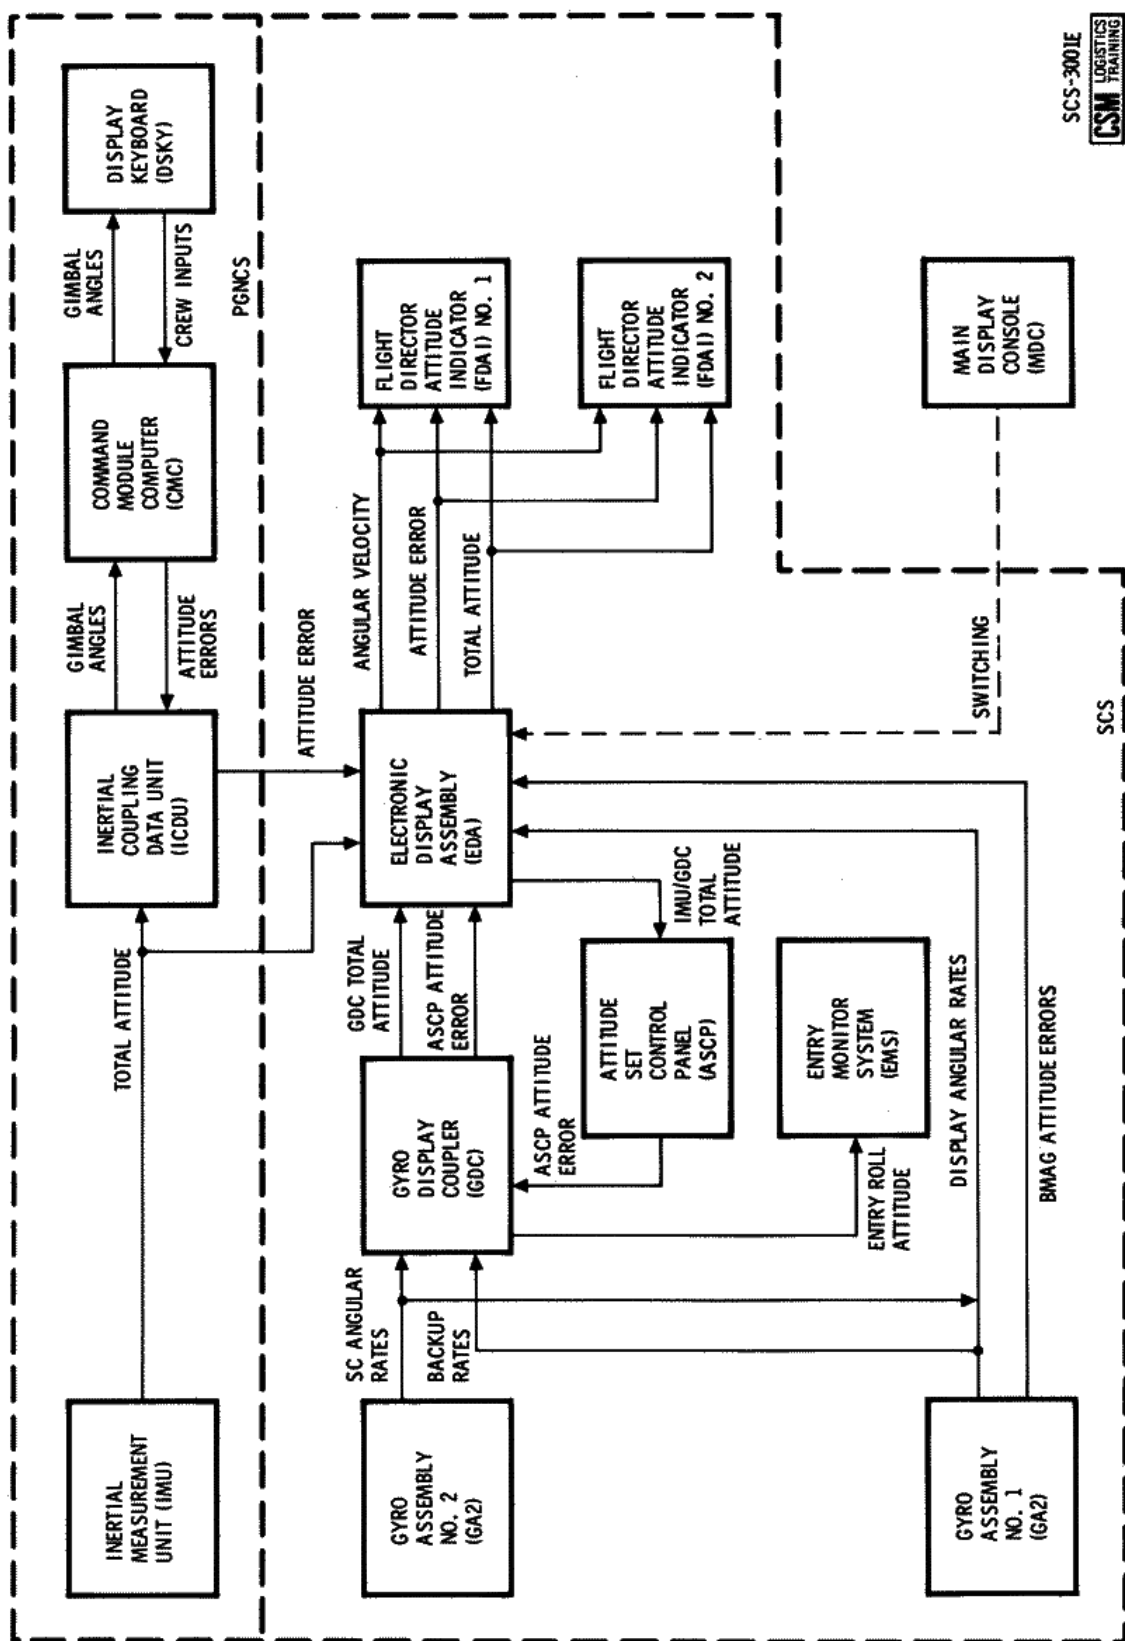 INERTIAL
MEASUREMENT
UNIT (IMU)
TOTAL ATTITUDE
INERTIAL
COUPLING
DATA UNIT
(ICDU)
GIMBAL
ANGLES
ATTITUDE
ERRORS
COMMAND
MODULE
COMPUTER
(CMC)
GIMBAL
ANGLES
CREW INPUTS
DISPLAY
KEYBOARD
(DSKY)
PGNCS
ATTITUDE ERROR
GYRO
ASSEMBLY
NO. 2
(GA2)
SC ANGULAR
RATES
BACKUP
RATES
GYRO
DISPLAY
COUPLER
(GDC)
GDC TOTAL
ATTITUDE
ASCP ATTITUDE
ERROR
ELECTRONIC
DISPLAY
ASSEMBLY
(EDA)
ANGULAR VELOCITY
ATTITUDE ERROR
TOTAL ATTITUDE
FLIGHT
DIRECTOR
ATTITUDE
INDICATOR
(FDAI) NO. 1
FLIGHT
DIRECTOR
ATTITUDE
INDICATOR
(FDAI) NO. 2
ASCP ATTITUDE
ERROR
ATTITUDE
SET
CONTROL
PANEL
(ASCP)
IMU/GDC
TOTAL
ATTITUDE
ENTRY ROLL
ATTITUDE
ENTRY
MONITOR
SYSTEM
(EMS)
DISPLAY ANGULAR RATES
SWITCHING
MAIN
DISPLAY
CONSOLE
(MDC)
GYRO
ASSEMBLY
NO. 1
(GA2)
BMAG ATTITUDE ERRORS
SCS
SCS-3001E
CSM LOGISTICS
TRAINING